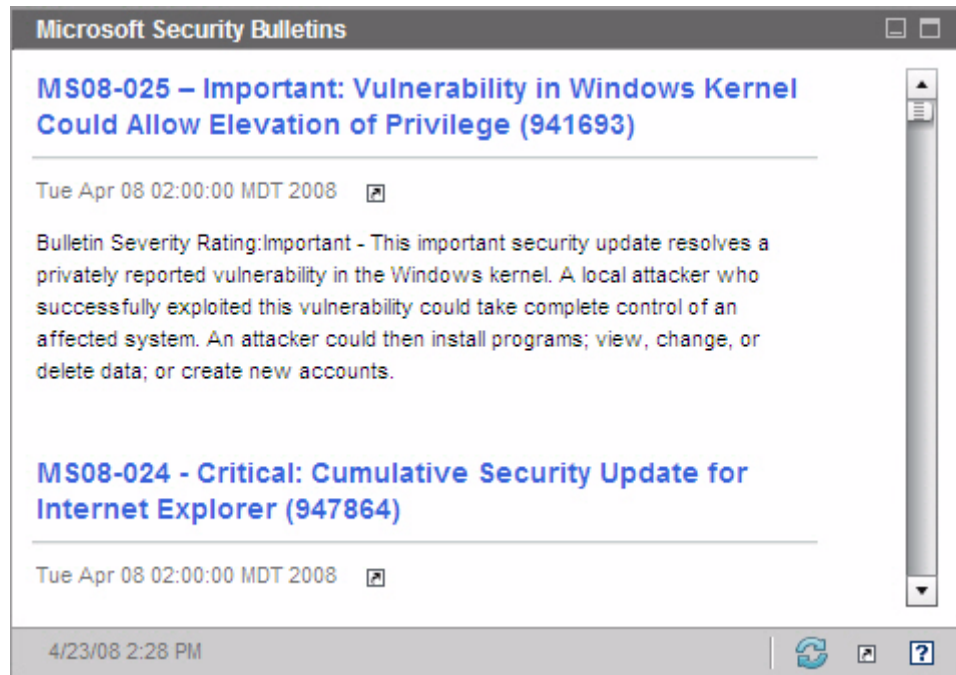 Microsoft Security Bulletins
MS08-025 – Important: Vulnerability in Windows Kernel
Could Allow Elevation of Privilege (941693)
Tue Apr 08 02:00:00 MDT 2008
Bulletin Severity Rating:Important - This important security update resolves a
privately reported vulnerability in the Windows kernel. A local attacker who
successfully exploited this vulnerability could take complete control of an
affected system. An attacker could then install programs; view, change, or
delete data; or create new accounts.
MS08-024 - Critical: Cumulative Security Update for
Internet Explorer (947864)
Tue Apr 08 02:00:00 MDT 2008
4/23/08 2:28 PM
?